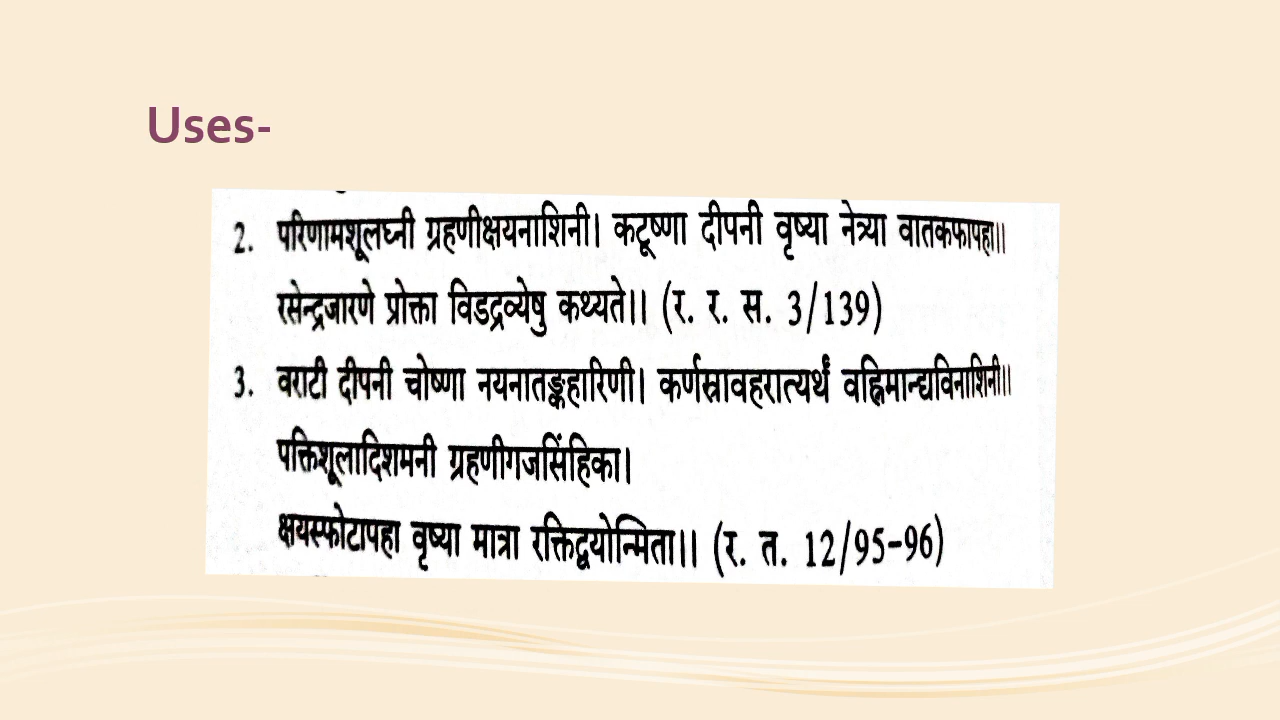 Uses-
2. परिणामशूलघ्नी ग्रहणीक्षयनाशिनी। कटूष्णा दीपनी वृष्या नेत्र्या वातकफापहा।।
रसेन्द्रजारणे प्रोक्ता विडद्रव्येषु कथ्यते।। (र. र. स. 3/139)
3. वराटी दीपनी चोष्णा नयनातङ्कहारिणी। कर्णस्रावहरात्यर्थं वह्निमान्द्यविनाशिनी।।
पक्तिशूलादिशमनी ग्रहणीगजसिंहिका।
क्षयस्फोटापहा वृष्या मात्रा रक्तिद्वयोन्मिता।। (र. त. 12/95-96)